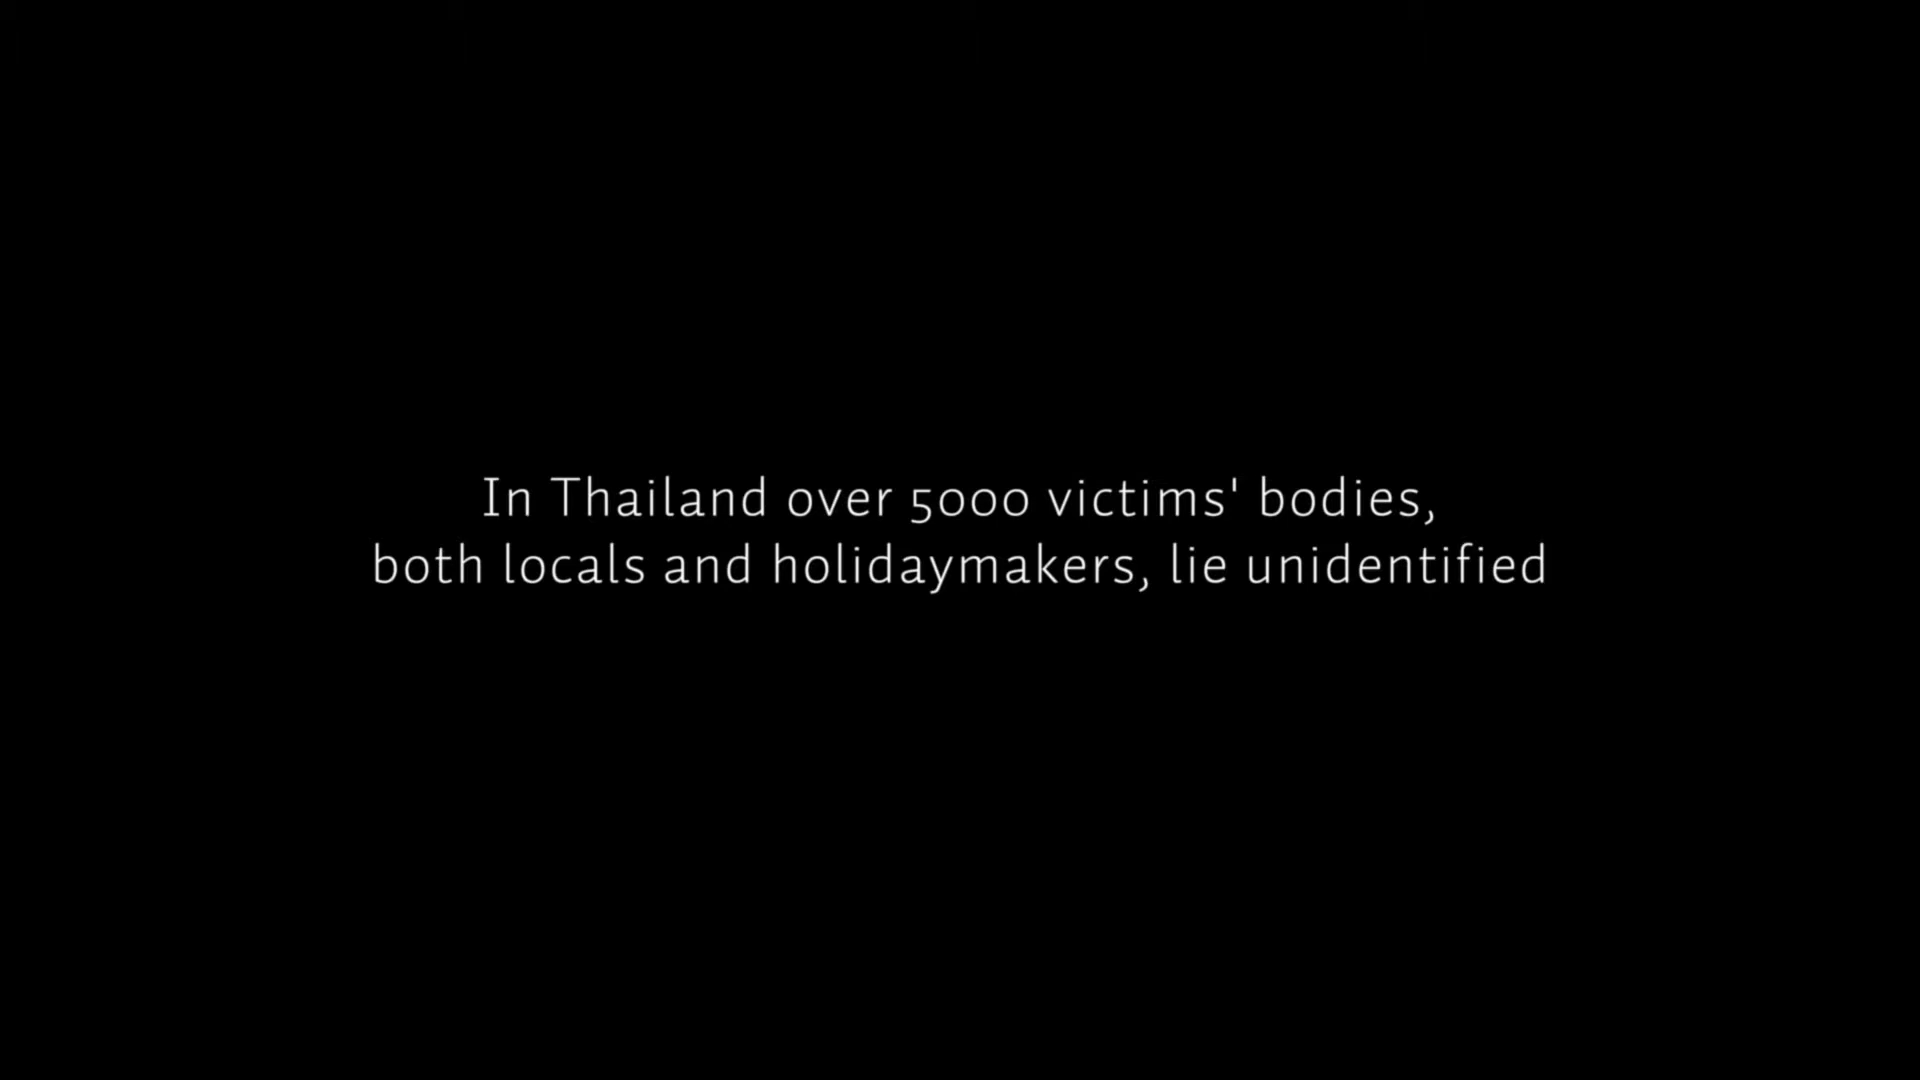 In Thailand over 5000 victims' bodies,
both locals and holidaymakers, lie unidentified